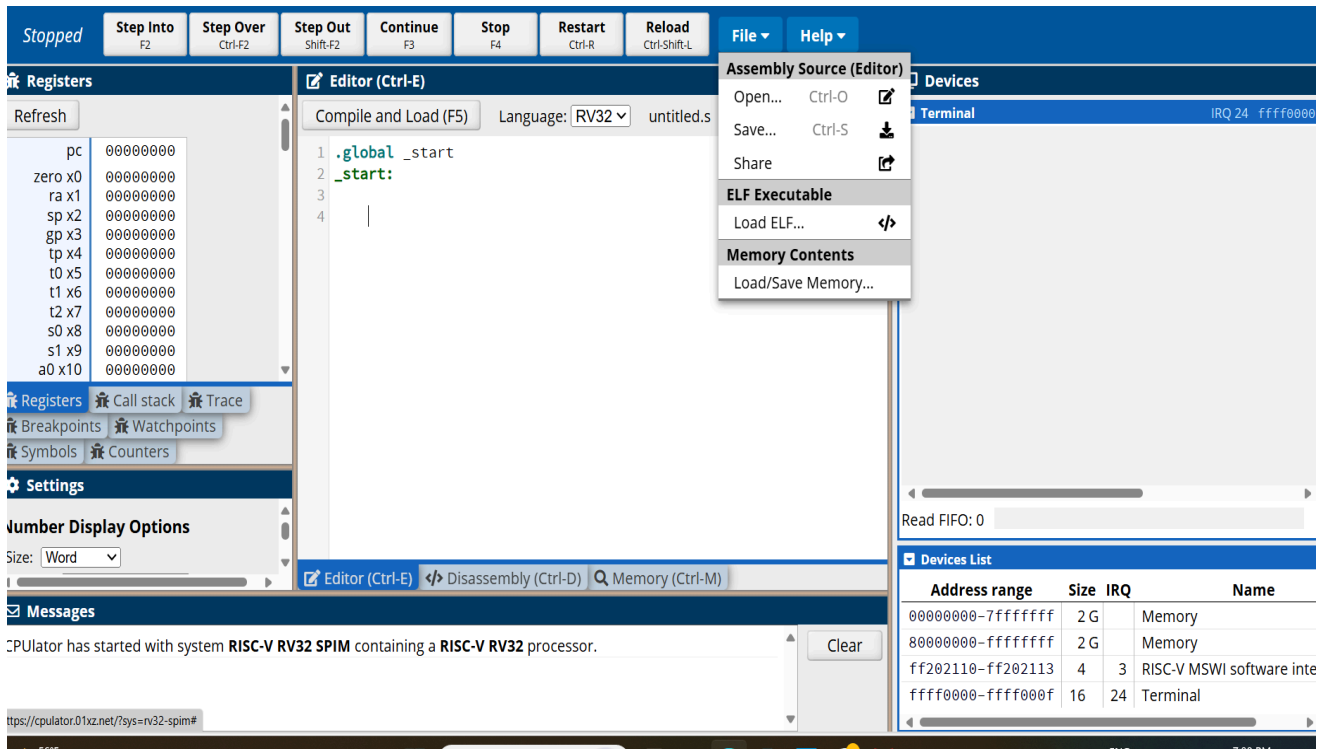 Stopped
Step Into
F2
Step Over
Ctrl-F2
Step Out
Shift-F2
Continue
F3
Stop
F4
Restart
Ctrl-R
Reload
Ctrl-Shift-L
File
Help
Registers
Refresh
pc 00000000
zero x0 00000000
ra x1 00000000
sp x2 00000000
gp x3 00000000
tp x4 00000000
t0 x5 00000000
t1 x6 00000000
t2 x7 00000000
s0 x8 00000000
s1 x9 00000000
a0 x10 00000000
Registers Call stack Trace
Breakpoints Watchpoints
Symbols Counters
Settings
Number Display Options
Size: Word
Editor (Ctrl-E)
Compile and Load (F5) Language: RV32 untitled.s
1 .global _start
2 _start:
3
4
Editor (Ctrl-E) Disassembly (Ctrl-D) Memory (Ctrl-M)
Assembly Source (Editor)
Open... Ctrl-O
Save... Ctrl-S
Share
ELF Executable
Load ELF...
Memory Contents
Load/Save Memory...
Devices
Terminal IRQ 24 ffff0000
Read FIFO: 0
Devices List
Address range Size IRQ Name
00000000-7fffffff 2 G Memory
80000000-ffffffff 2 G Memory
ff202110-ff202113 4 3 RISC-V MSWI software inte
ffff0000-ffff000f 16 24 Terminal
Messages
CPUlator has started with system RISC-V RV32 SPIM containing a RISC-V RV32 processor.
Clear
ttps://cpulator.01xz.net/?sys=rv32-spim#